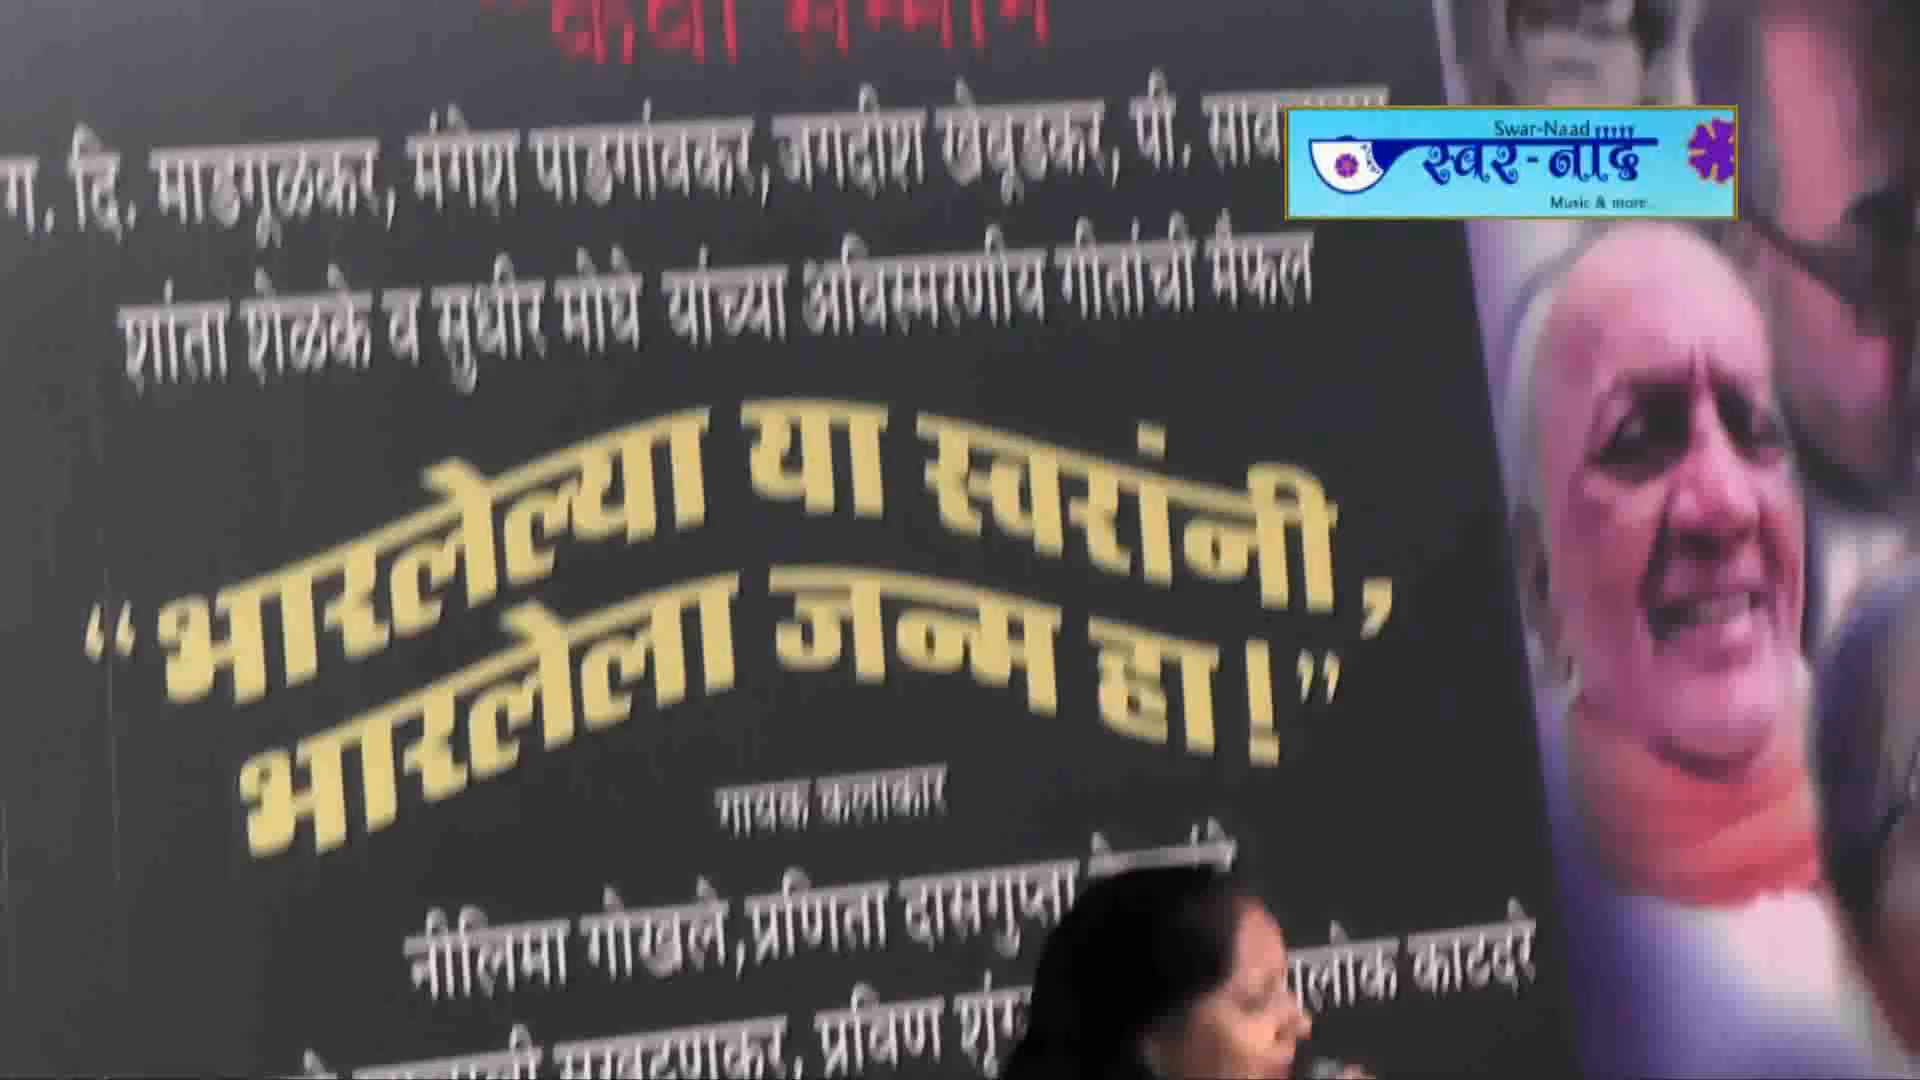 ग. दि. माडगूळकर, मंगेश पाडगांवकर, जगदीश खेबूडकर, पी.
Swar-Naad
स्वर-नाद
Music & more..
शांता शेळके व सुधीर मोघे यांच्या अविस्मरणीय गीतांची मैफल
“भारलेल्या या स्वरांनी,
भारलेला जन्म हा!”
गायक कलाकार
नीलिमा गोखले,प्रणिता दासगुप्ता
काटदरे
प्रविण